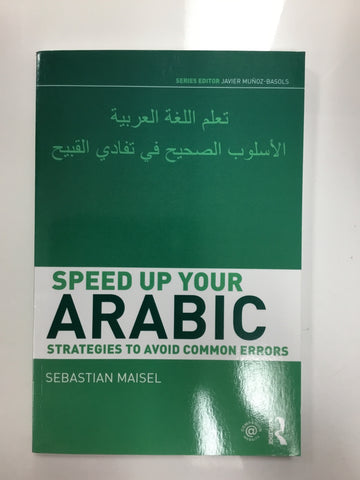 SERIES EDITOR JAVIER MUÑOZ-BASOLS
تعلم اللغة العربية
الأسلوب الصحيح في تفادي القبيح
SPEED UP YOUR
ARABIC
STRATEGIES TO AVOID COMMON ERRORS
SEBASTIAN MAISEL